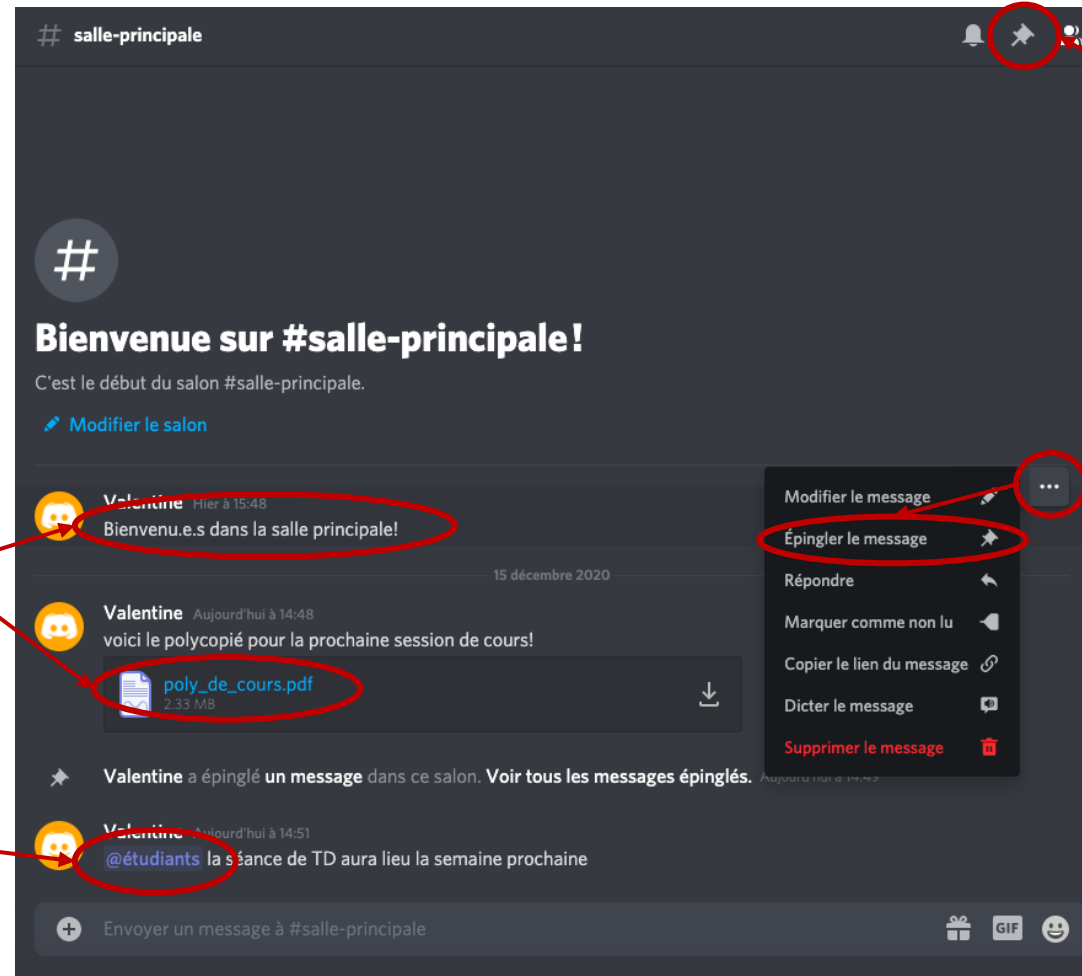 # salle-principale
#
Bienvenue sur #salle-principale!
C'est le début du salon #salle-principale.
Modifier le salon
Valentine Hier à 15:48
Bienvenu.e.s dans la salle principale!
Modifier le message
Épingler le message
Répondre
Marquer comme non lu
Copier le lien du message
Dicter le message
Supprimer le message
15 décembre 2020
Valentine Aujourd'hui à 14:48
voici le polycopié pour la prochaine session de cours!
poly_de_cours.pdf
2.33 MB
Valentine a épinglé un message dans ce salon. Voir tous les messages épinglés. Aujourd'hui à 14:49
Valentine Aujourd'hui à 14:51
@étudiants la séance de TD aura lieu la semaine prochaine
Envoyer un message à #salle-principale
GIF